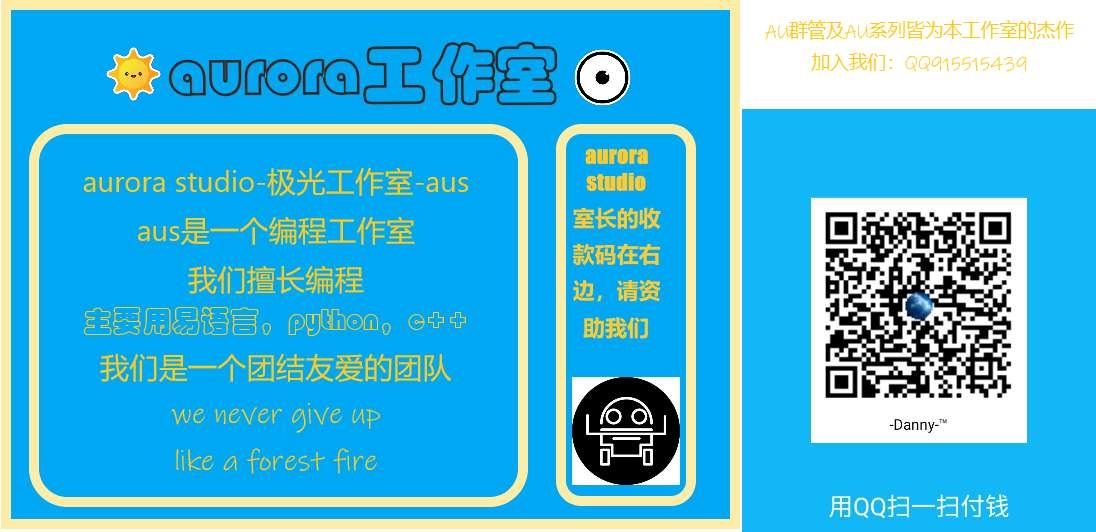 aurora工作室
aurora studio-极光工作室-aus
aus是一个编程工作室
我们擅长编程
主要用易语言，python，c++
我们是一个团结友爱的团队
we never give up
like a forest fire
aurora
studio
室长的收
款码在右
边，请资
助我们
AU群管及AU系列皆为本工作室的杰作
加入我们：QQ915515439
-Danny-™
用QQ扫一扫付钱